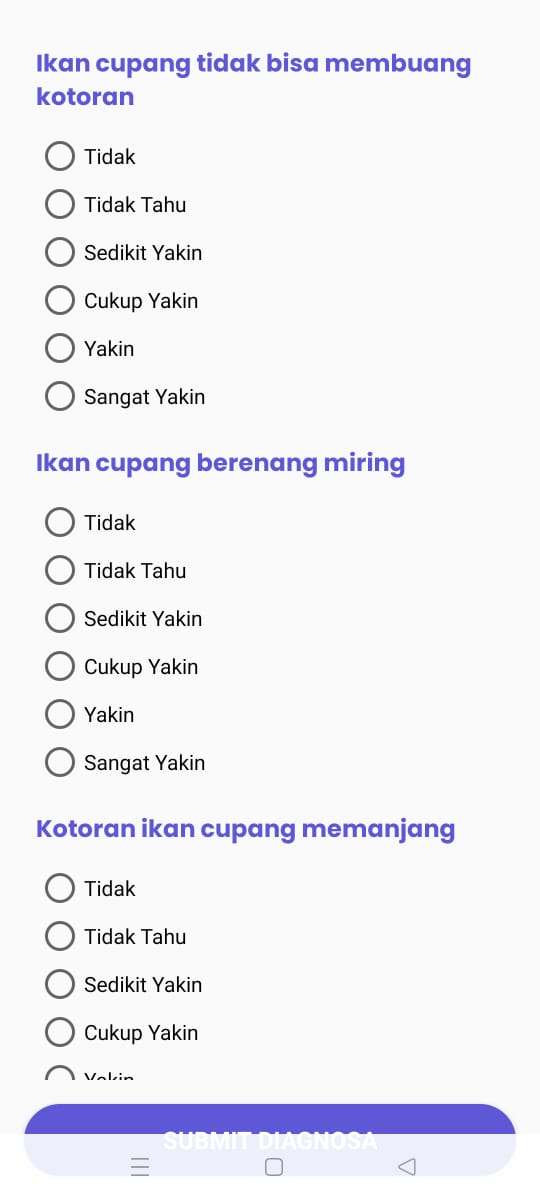 Ikan cupang tidak bisa membuang
kotoran
Tidak
Tidak Tahu
Sedikit Yakin
Cukup Yakin
Yakin
Sangat Yakin
Ikan cupang berenang miring
Tidak
Tidak Tahu
Sedikit Yakin
Cukup Yakin
Yakin
Sangat Yakin
Kotoran ikan cupang memanjang
Tidak
Tidak Tahu
Sedikit Yakin
Cukup Yakin
Yakin
SUBMIT DIAGNOSA